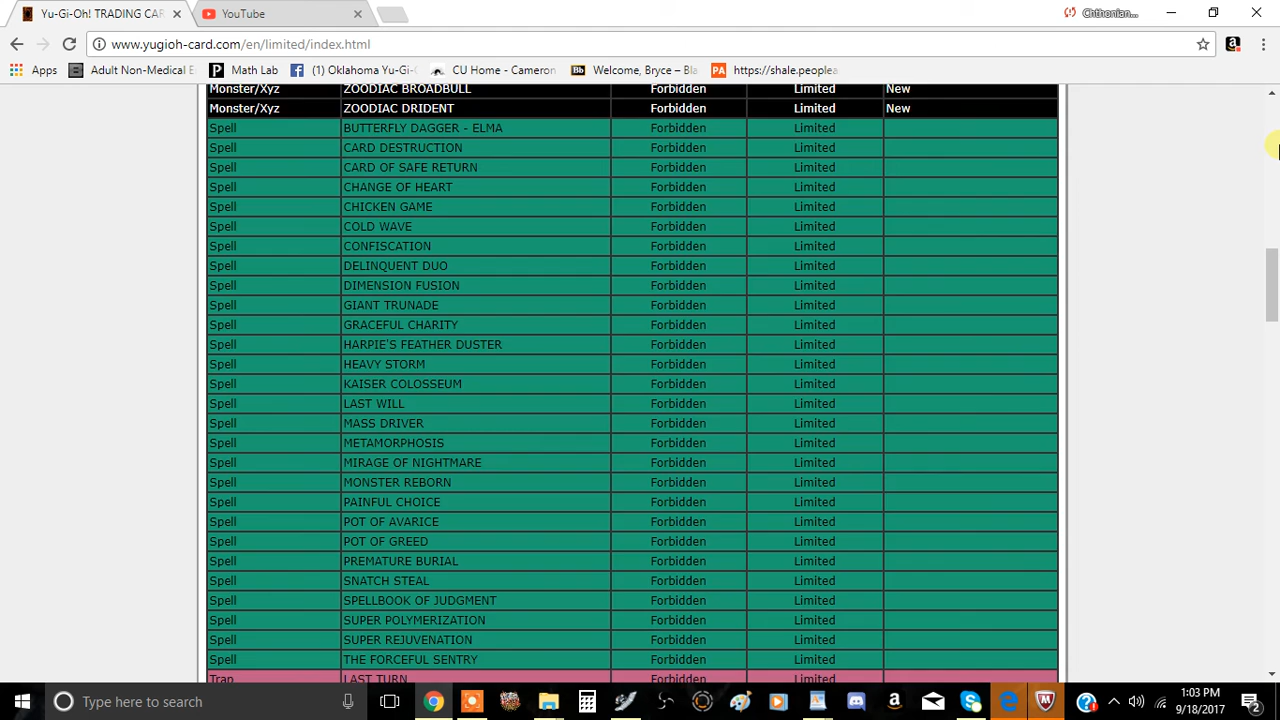 Yu-Gi-Oh! TRADING CAR
YouTube
Chthonian...
www.yugioh-card.com/en/limited/index.html
Apps
Adult Non-Medical E
Math Lab
(1) Oklahoma Yu-Gi-C
CU Home - Cameron
Welcome, Bryce – Bla
https://shale.peoplea
Monster/Xyz ZOODIAC BROADBULL Forbidden Limited New
Monster/Xyz ZOODIAC DRIDENT Forbidden Limited New
Spell BUTTERFLY DAGGER - ELMA Forbidden Limited
Spell CARD DESTRUCTION Forbidden Limited
Spell CARD OF SAFE RETURN Forbidden Limited
Spell CHANGE OF HEART Forbidden Limited
Spell CHICKEN GAME Forbidden Limited
Spell COLD WAVE Forbidden Limited
Spell CONFISCATION Forbidden Limited
Spell DELINQUENT DUO Forbidden Limited
Spell DIMENSION FUSION Forbidden Limited
Spell GIANT TRUNADE Forbidden Limited
Spell GRACEFUL CHARITY Forbidden Limited
Spell HARPIE'S FEATHER DUSTER Forbidden Limited
Spell HEAVY STORM Forbidden Limited
Spell KAISER COLOSSEUM Forbidden Limited
Spell LAST WILL Forbidden Limited
Spell MASS DRIVER Forbidden Limited
Spell METAMORPHOSIS Forbidden Limited
Spell MIRAGE OF NIGHTMARE Forbidden Limited
Spell MONSTER REBORN Forbidden Limited
Spell PAINFUL CHOICE Forbidden Limited
Spell POT OF AVARICE Forbidden Limited
Spell POT OF GREED Forbidden Limited
Spell PREMATURE BURIAL Forbidden Limited
Spell SNATCH STEAL Forbidden Limited
Spell SPELLBOOK OF JUDGMENT Forbidden Limited
Spell SUPER POLYMERIZATION Forbidden Limited
Spell SUPER REJUVENATION Forbidden Limited
Spell THE FORCEFUL SENTRY Forbidden Limited
Trap LAST TURN Forbidden Limited
Type here to search
1:03 PM
9/18/2017
2